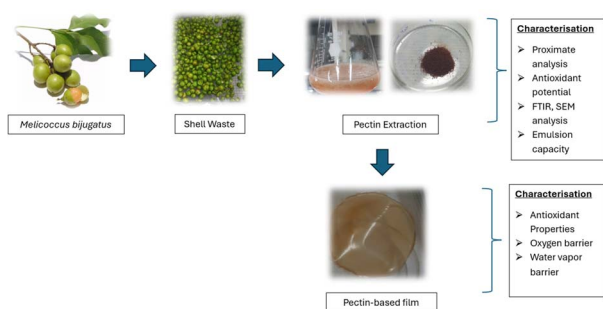 Melicoccus bijugatus
Shell Waste
Pectin Extraction
Characterisation
Proximate
analysis
Antioxidant
potential
FTIR, SEM
analysis
Emulsion
capacity
Pectin-based film
Characterisation
Antioxidant
Properties
Oxygen barrier
Water vapor
barrier